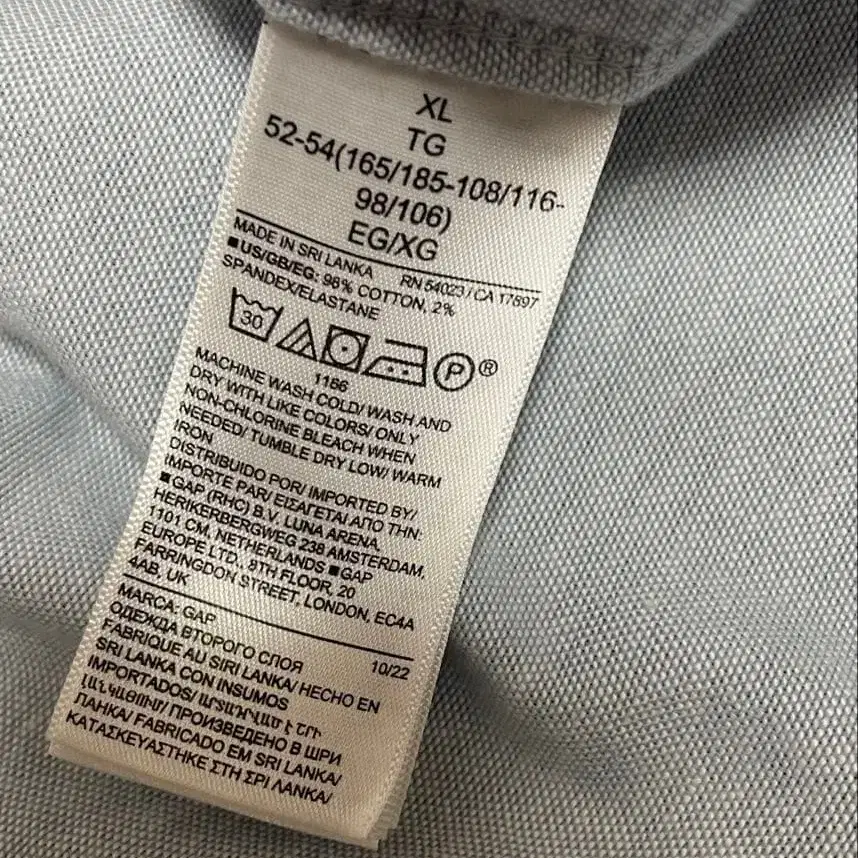 XL
TG
52-54(165/185-108/116-
98/106)
EG/XG
MADE IN SRI LANKA RN 54023 / CA 17897
■US/GB/EG: 98% COTTON, 2%
SPANDEX/ELASTANE
30 P ®
1166
MACHINE WASH COLD/ WASH AND
DRY WITH LIKE COLORS/ ONLY
NON-CHLORINE BLEACH WHEN
NEEDED/ TUMBLE DRY LOW/ WARM
IRON
DISTRIBUIDO POR/ IMPORTED BY/
IMPORTE PAR/ ΕΙΣΑΓΕΤΑΙ ΑΠΟ ΤΗΝ:
■GAP (RHC) B.V. LUNA ARENA,
HERIKERBERGWEG 238 AMSTERDAM,
1101 CM, NETHERLANDS ■GAP
EUROPE LTD., 8TH FLOOR, 20
FARRINGDON STREET, LONDON, EC4A
4AB, UK
MARCA: GAP
ОДЕЖДА ВТОРОГО СЛОЯ 10/22
FABRIQUE AU SIRI LANKA/ HECHO EN
SRI LANKA CON INSUMOS
IMPORTADOS/ ԱՐՏԱԴՎԱԾ Է ՇՐԻ
ԼԱՆԿԱՅՈՒՄ/ ПРОИЗВЕДЕНО В ШРИ
ЛАНКА/ FABRICADO EM SRI LANKA/
ΚΑΤΑΣΚΕΥΑΣΤΗΚΕ ΣΤΗ ΣΡΙ ΛΑΝΚΑ/